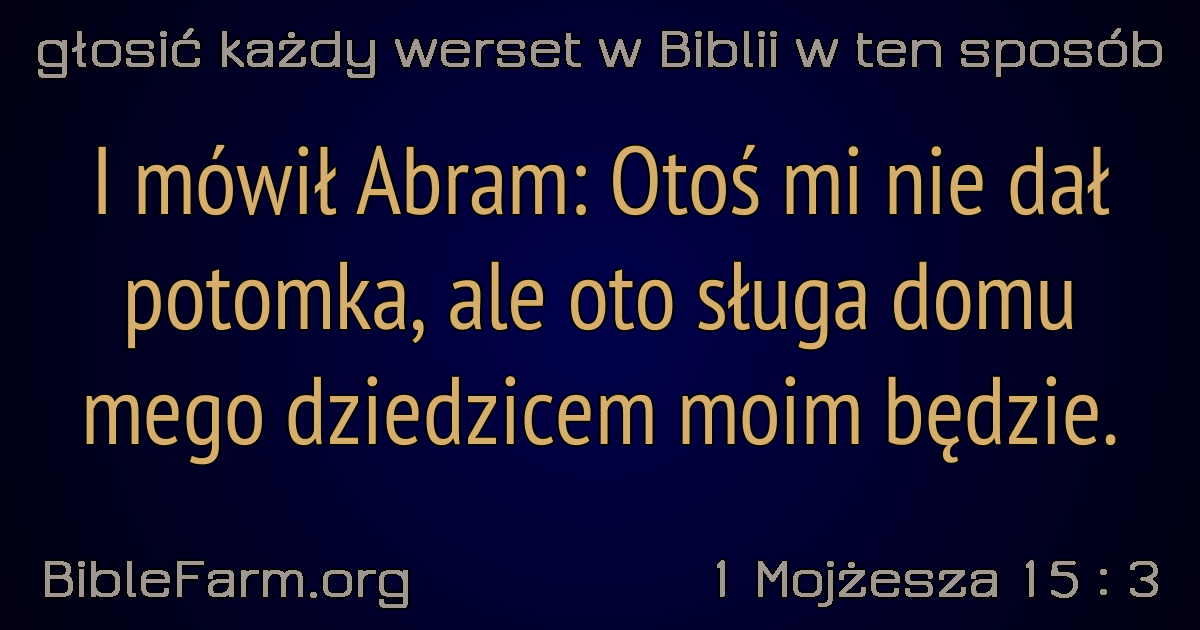 głosić każdy werset w Biblii w ten sposób
I mówił Abram: Otoś mi nie dał
potomka, ale oto sługa domu
mego dziedzicem moim będzie.
BibleFarm.org
1 Mojżesza 15 : 3